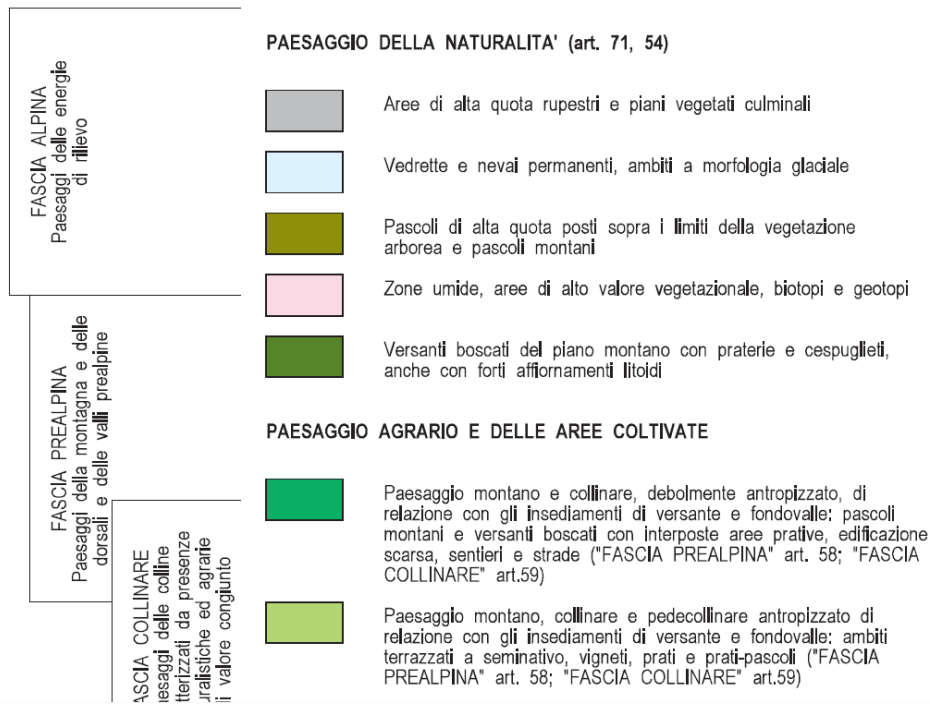 FASCIA ALPINA
Paesaggi delle energie
di rilievo
FASCIA PREALPINA
Paesaggi della montagna e delle
dorsali e delle valli prealpine
COLLINARE
delle colline
da presenze
ed agrarie
valore congiunto
PAESAGGIO DELLA NATURALITA' (art. 71, 54)
Aree di alta quota rupestri e piani vegetati culminali
Vedrette e nevai permanenti, ambiti a morfologia glaciale
Pascoli di alta quota posti sopra i limiti della vegetazione
arborea e pascoli montani
Zone umide, aree di alto valore vegetazionale, biotopi e geotopi
Versanti boscati del piano montano con praterie e cespuglieti,
anche con forti affiornamenti litoidi
PAESAGGIO AGRARIO E DELLE AREE COLTIVATE
Paesaggio montano e collinare, debolmente antropizzato, di
relazione con gli insediamenti di versante e fondovalle: pascoli
montani e versanti boscati con interposte aree prative, edificazione
scarsa, sentieri e strade ("FASCIA PREALPINA" art. 58; "FASCIA
COLLINARE" art.59)
Paesaggio montano, collinare e pedecollinare antropizzato di
relazione con gli insediamenti di versante e fondovalle: ambiti
terrazzati a seminativo, vigneti, prati e prati-pascoli ("FASCIA
PREALPINA" art. 58; "FASCIA COLLINARE" art.59)